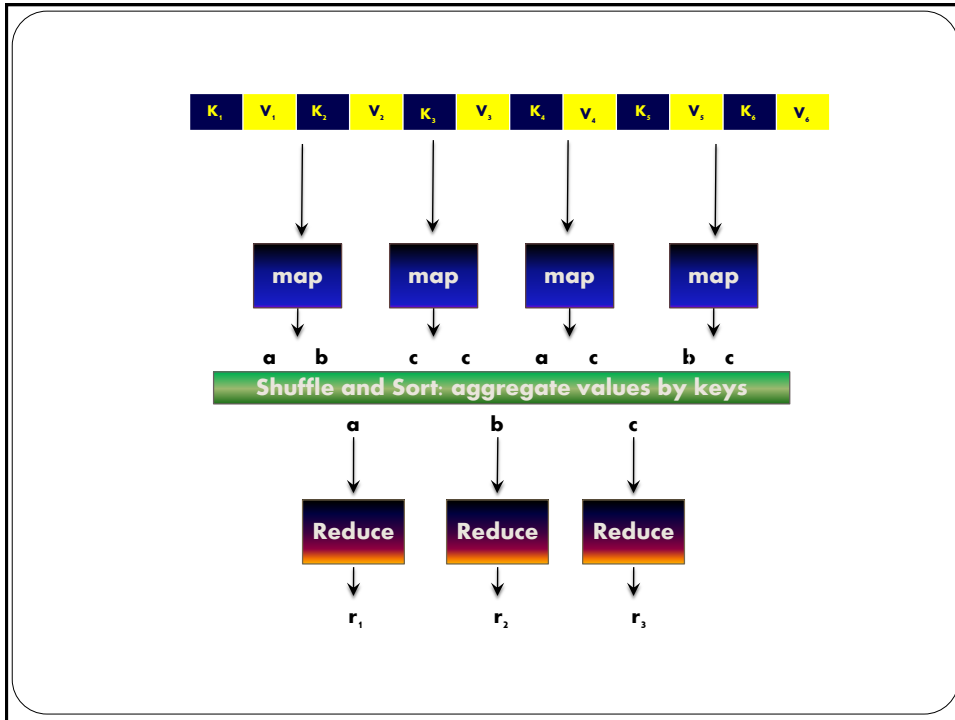 K₁ V₁ K₂ V₂ K₃ V₃ K₄ V₄ K₅ V₅ K₆ V₆
map map map map
a b c c a c b c
Shuffle and Sort: aggregate values by keys
a b c
Reduce Reduce Reduce
r₁ r₂ r₃